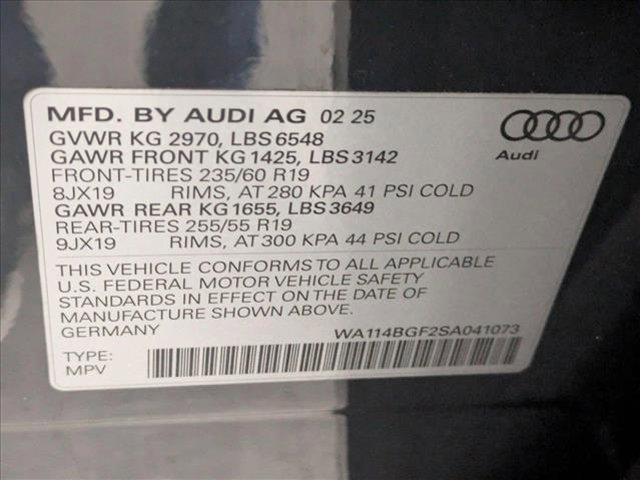 MFD. BY AUDI AG 02 25
GVWR KG 2970, LBS 6548
GAWR FRONT KG 1425, LBS 3142
FRONT-TIRES 235/60 R19
8JX19 RIMS, AT 280 KPA 41 PSI COLD
GAWR REAR KG 1655, LBS 3649
REAR-TIRES 255/55 R19
9JX19 RIMS, AT 300 KPA 44 PSI COLD
Audi
THIS VEHICLE CONFORMS TO ALL APPLICABLE
U.S. FEDERAL MOTOR VEHICLE SAFETY
STANDARDS IN EFFECT ON THE DATE OF
MANUFACTURE SHOWN ABOVE.
GERMANY WA114BGF2SA041073
TYPE:
MPV